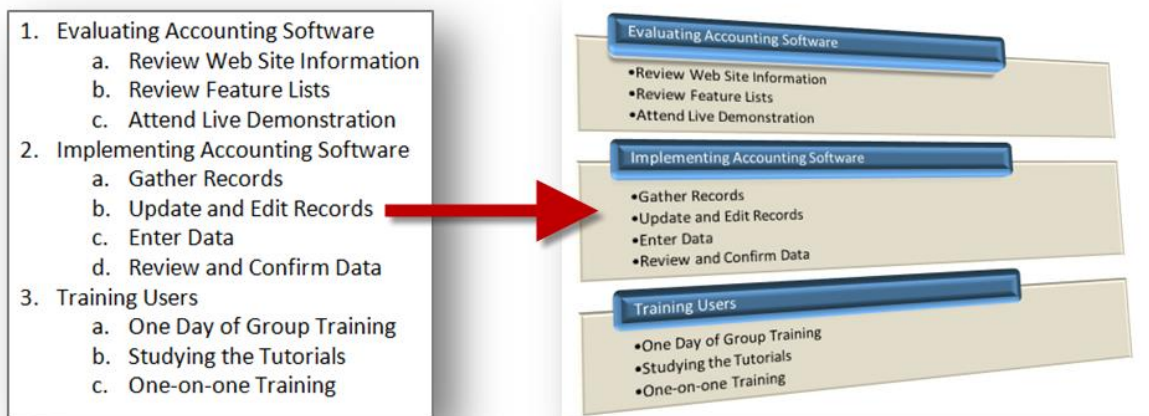 1. Evaluating Accounting Software
a. Review Web Site Information
b. Review Feature Lists
c. Attend Live Demonstration
2. Implementing Accounting Software
a. Gather Records
b. Update and Edit Records
c. Enter Data
d. Review and Confirm Data
3. Training Users
a. One Day of Group Training
b. Studying the Tutorials
c. One-on-one Training
Evaluating Accounting Software
•Review Web Site Information
•Review Feature Lists
•Attend Live Demonstration
Implementing Accounting Software
•Gather Records
•Update and Edit Records
•Enter Data
•Review and Confirm Data
Training Users
•One Day of Group Training
•Studying the Tutorials
•One-on-one Training